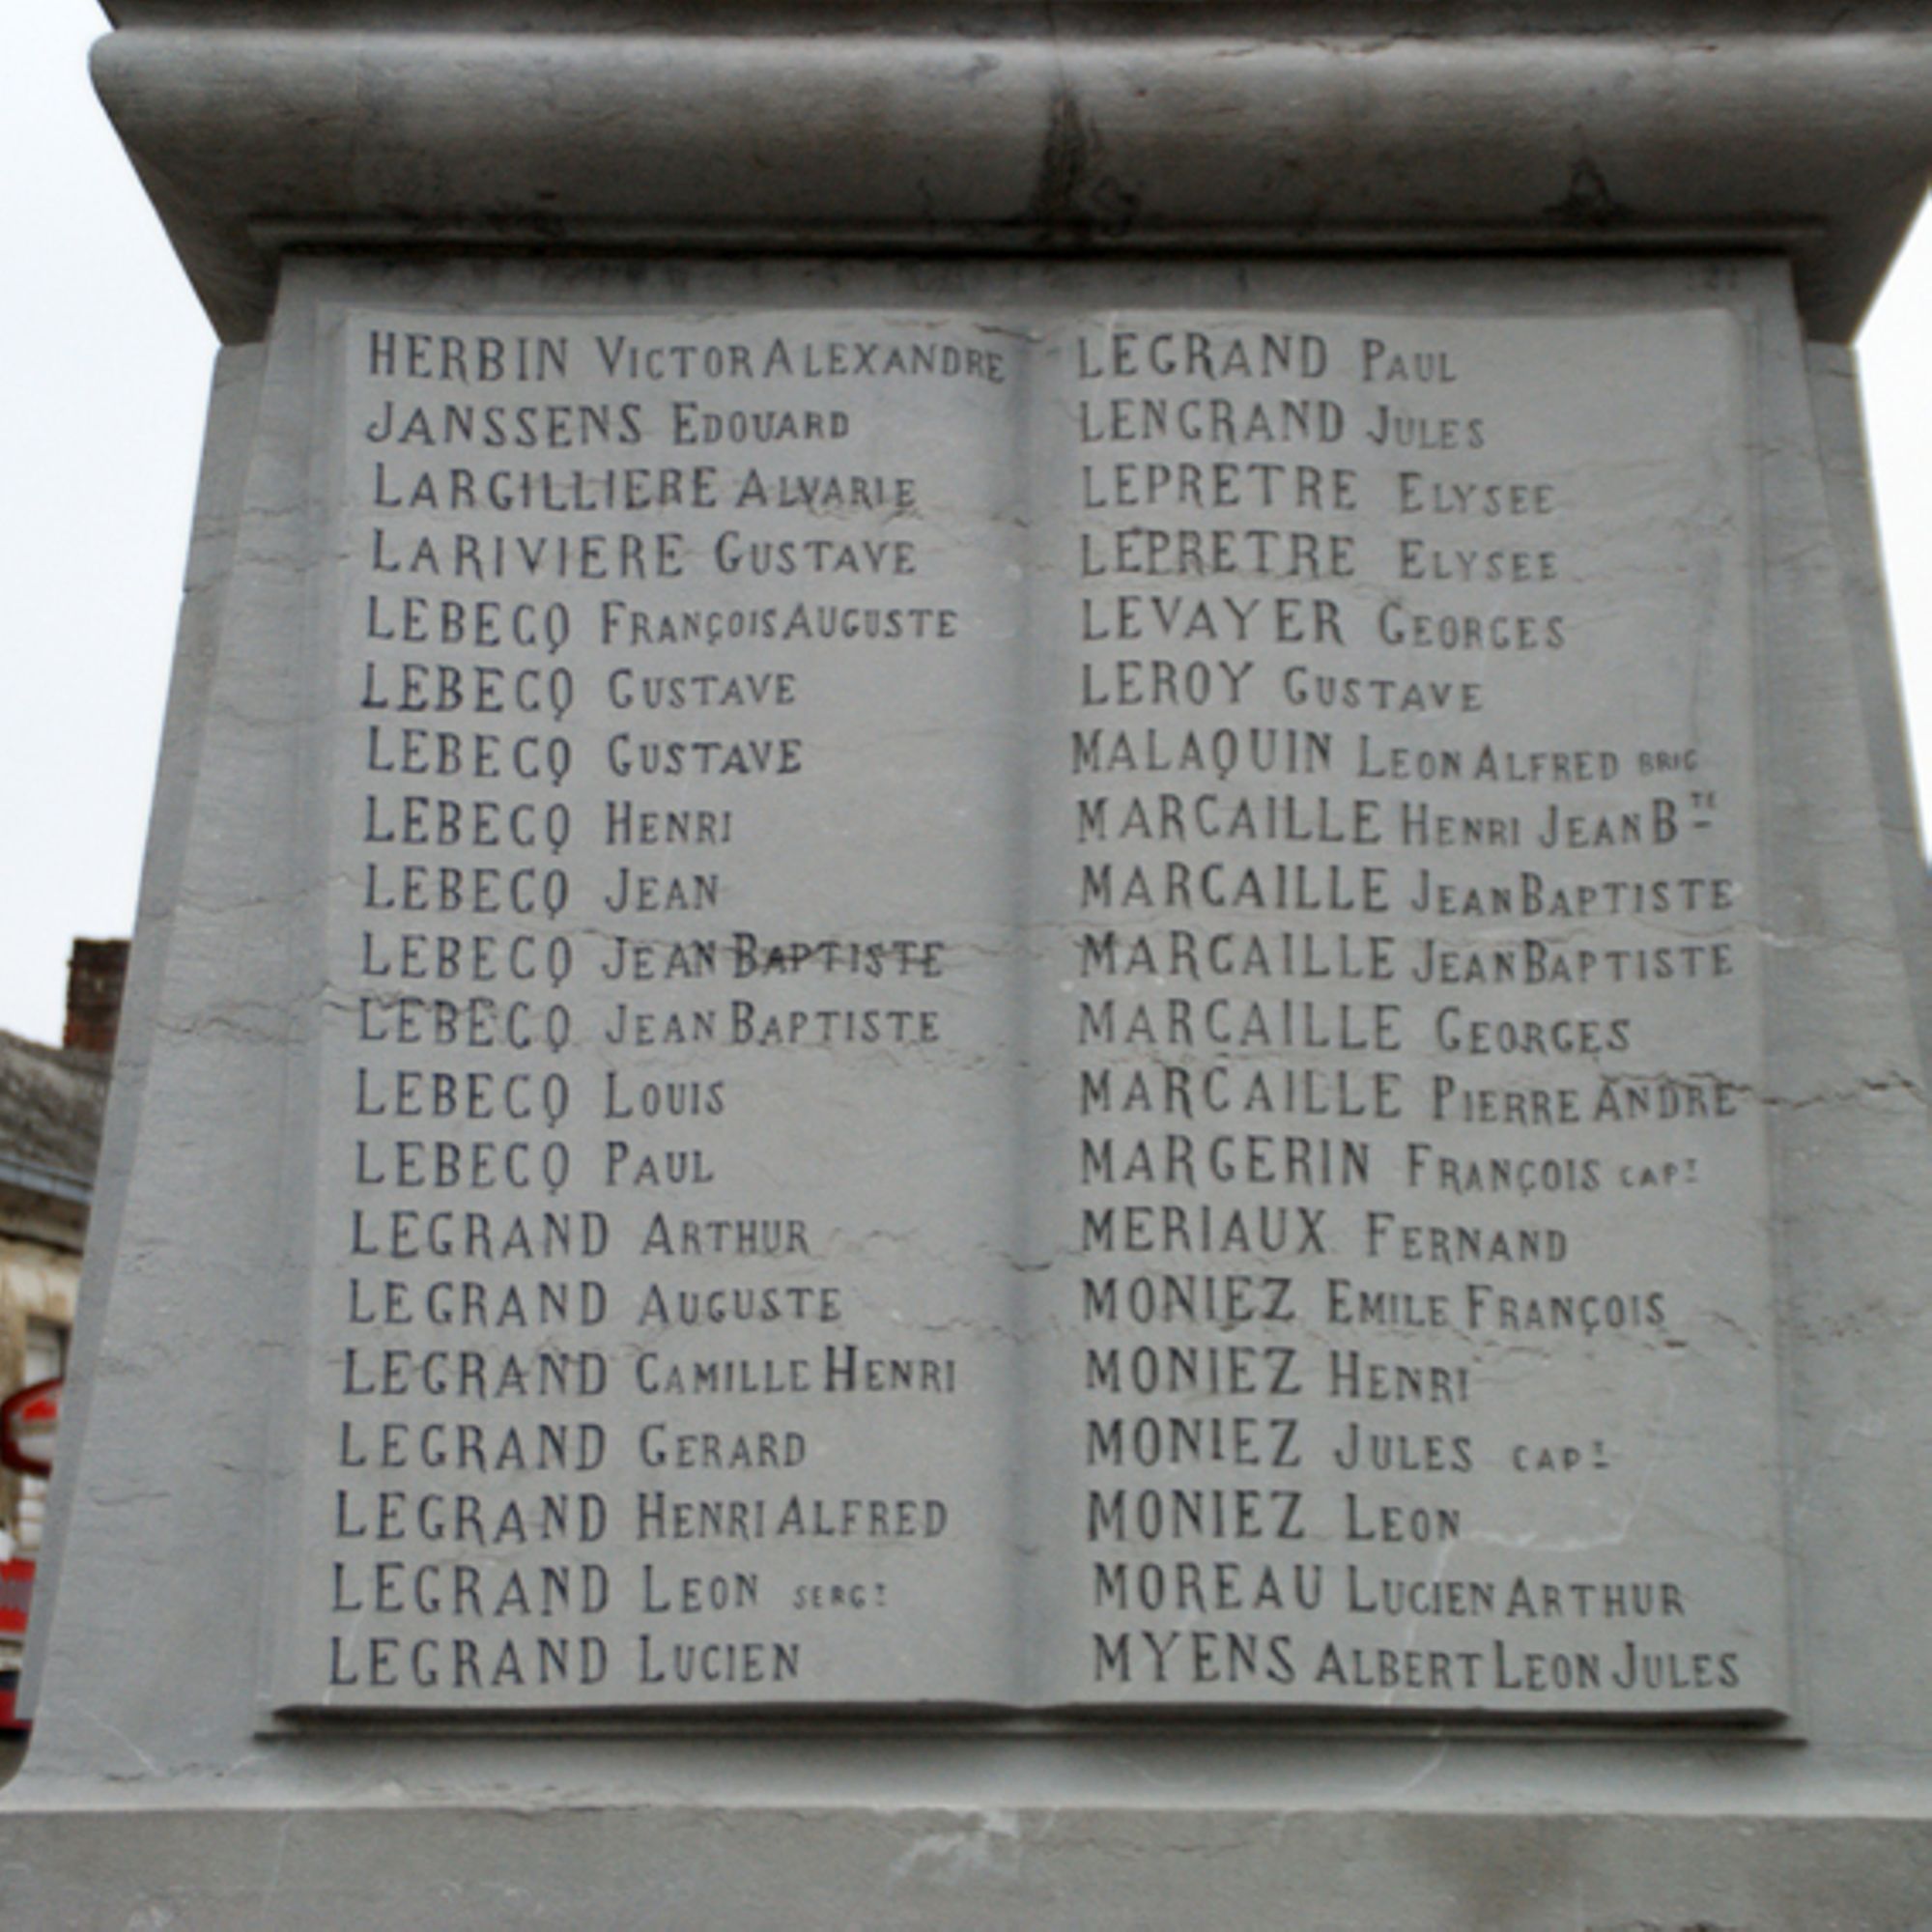 HERBIN VICTOR ALEXANDRE
JANSSENS EDOUARD
LARGILLIERE ALVARIE
LARIVIERE GUSTAVE
LEBECQ FRANÇOIS AUGUSTE
LEBECQ GUSTAVE
LEBECQ GUSTAVE
LEBECQ HENRI
LEBECQ JEAN
LEBECQ JEAN BAPTISTE
LEBECQ JEAN BAPTISTE
LEBECQ LOUIS
LEBECQ PAUL
LEGRAND ARTHUR
LEGRAND AUGUSTE
LEGRAND CAMILLE HENRI
LEGRAND GERARD
LEGRAND HENRI ALFRED
LEGRAND LEON SERGT
LEGRAND LUCIEN
LEGRAND PAUL
LENGRAND JULES
LEPRETRE ELYSEE
LEPRETRE ELYSEE
LEVAYER GEORGES
LEROY GUSTAVE
MALAQUIN LEON ALFRED BRIG
MARCAILLE HENRI JEAN BTE
MARCAILLE JEAN BAPTISTE
MARCAILLE JEAN BAPTISTE
MARCAILLE GEORGES
MARCAILLE PIERRE ANDRE
MARGERIN FRANÇOIS CAPT
MERIAUX FERNAND
MONIEZ EMILE FRANÇOIS
MONIEZ HENRI
MONIEZ JULES CAPT
MONIEZ LEON
MOREAU LUCIEN ARTHUR
MYENS ALBERT LEON JULES